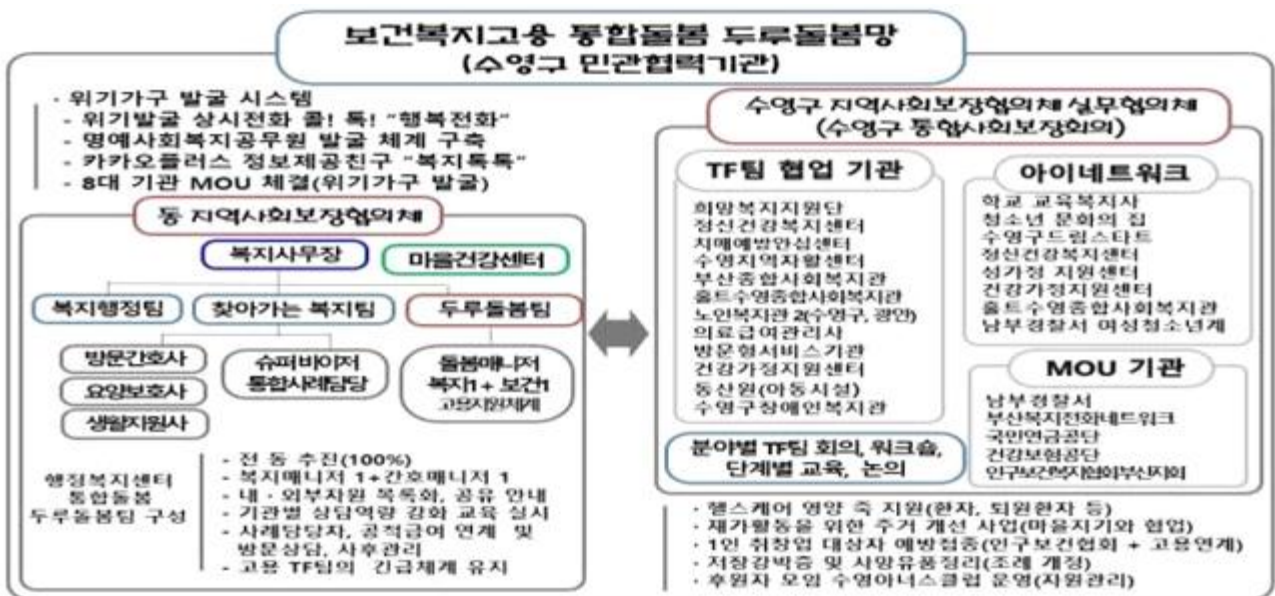 보건복지고용 통합돌봄 두루돌봄망
(수영구 민관협력기관)
· 위기가구 발굴 시스템
- 위기발굴 상시전화 콜! 톡! "행복전화"
- 명예사회복지공무원 발굴 체계 구축
- 카카오플러스 정보제공친구 "복지톡톡"
- 8대 기관 MOU 체결(위기가구 발굴)
동 지역사회보장협의체
복지사무장
마을건강센터
복지행정팀
찾아가는 복지팀
두루돌봄팀
방문간호사
요양보호사
생활지원사
슈퍼바이저
통합사례담당
돌봄매니저
복지1 + 보건1
고용지원체계
행정복지센터
통합돌봄
두루돌봄팀 구성
- 전 동 추진(100%)
- 복지매니저 1+간호매니저 1
- 내·외부자원 목록화, 공유 안내
- 기관별 상담역량 강화 교육 실시
- 사례담당자, 공적급여 연계 및
방문상담, 사후관리
- 고용 TF팀의 긴급체계 유지
수영구 지역사회보장협의체 실무협의체
(수영구 통합사회보장회의)
TF팀 협업 기관
희망복지지원단
정신건강복지센터
치매예방안심센터
수영지역자활센터
부산종합사회복지관
홀트수영종합사회복지관
노인복지관 2(수영구, 광안)
의료급여관리사
방문형서비스기관
건강가정지원센터
동산원(아동시설)
수영구장애인복지관
분야별 TF팀 회의, 워크숍,
단계별 교육, 논의
아이네트워크
학교 교육복지사
청소년 문화의 집
수영구드림스타트
정신건강복지센터
성가정 지원센터
건강가정지원센터
홀트수영종합사회복지관
남부경찰서 여성청소년계
MOU 기관
남부경찰서
부산복지전화네트워크
국민연금공단
건강보험공단
인구보건복지협회부산지회
· 헬스케어 영양 죽 지원(환자, 퇴원환자 등)
· 재가활동을 위한 주거 개선 사업(마을지기와 협업)
· 1인 취창업 대상자 예방접종(인구보건협회 + 고용연계)
· 저장강박증 및 사망유품정리(조례 개정)
· 후원자 모임 수영아너스클럽 운영(자원관리)